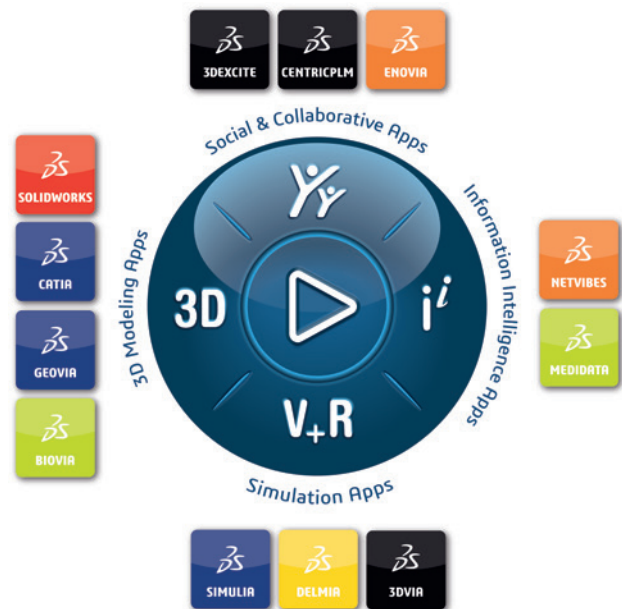 3DEXCITE
CENTRICPLM
ENOVIA
Social & Collaborative Apps
SOLIDWORKS
CATIA
GEOVIA
BIOVIA
3D Modeling Apps
3D
i i
V+R
Information Intelligence Apps
NETVIBES
MEDIDATA
Simulation Apps
SIMULIA
DELMIA
3DVIA